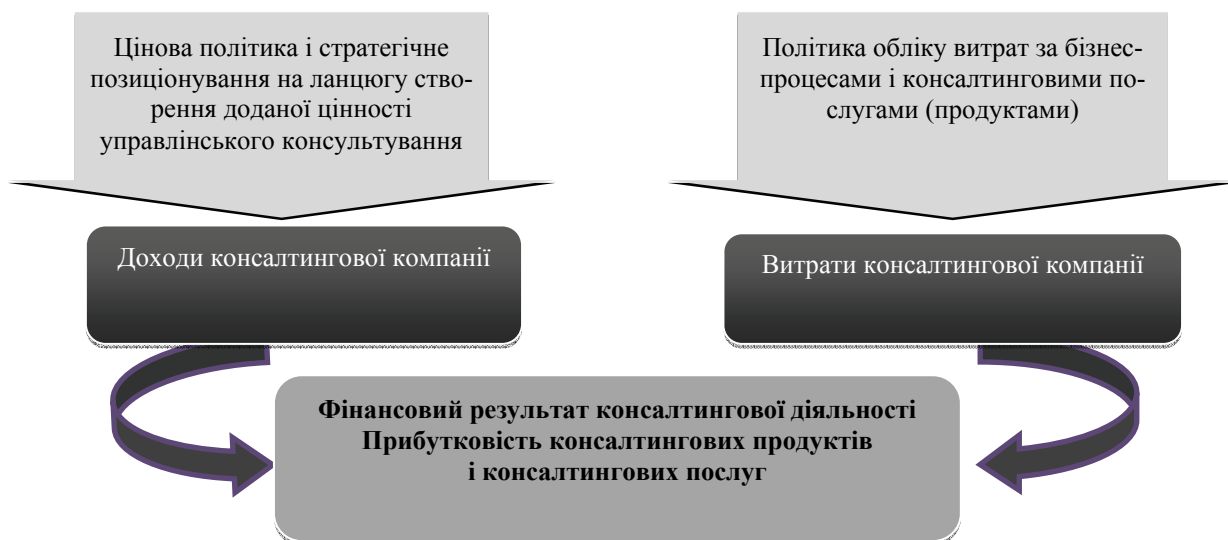 Цінова політика і стратегічне
позиціонування на ланцюгу ство-
рення доданої цінності
управлінського консультування
Політика обліку витрат за бізнес-
процесами і консалтинговими по-
слугами (продуктами)
Доходи консалтингової компанії
Витрати консалтингової компанії
Фінансовий результат консалтингової діяльності
Прибутковість консалтингових продуктів
і консалтингових послуг